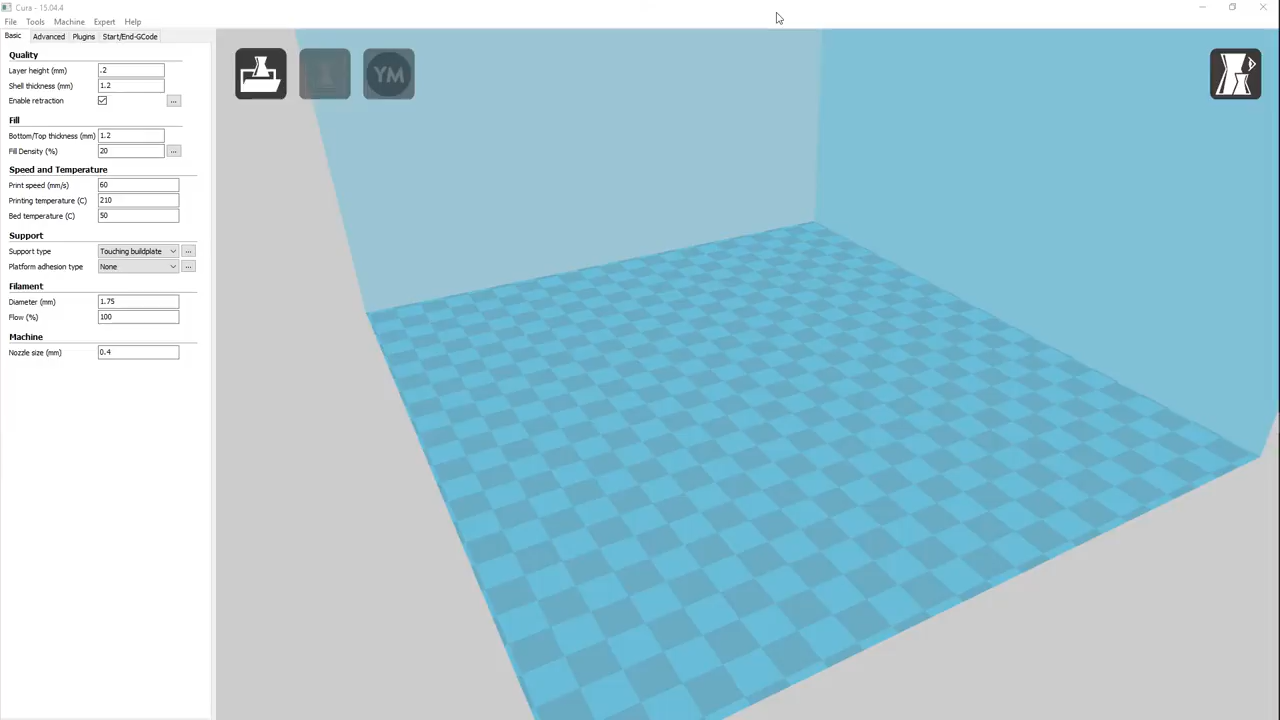 Cura - 15.04.4
File Tools Machine Expert Help
Basic Advanced Plugins Start/End-GCode
Quality
Layer height (mm) .2
Shell thickness (mm) 1.2
Enable retraction ...
Fill
Bottom/Top thickness (mm) 1.2
Fill Density (%) 20 ...
Speed and Temperature
Print speed (mm/s) 60
Printing temperature (C) 210
Bed temperature (C) 50
Support
Support type Touching buildplate ...
Platform adhesion type None ...
Filament
Diameter (mm) 1.75
Flow (%) 100
Machine
Nozzle size (mm) 0.4
YM